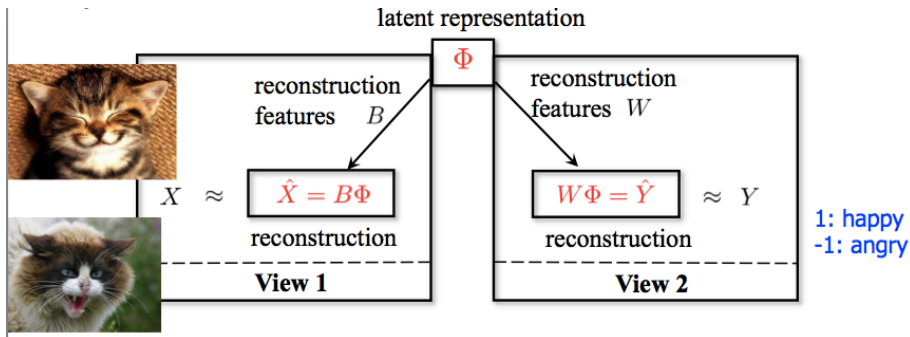 latent representation
Φ
reconstruction
features B
reconstruction
features W
X ≈ X̂ = BΦ
WΦ = Ŷ ≈ Y
reconstruction
reconstruction
1: happy
-1: angry
View 1
View 2